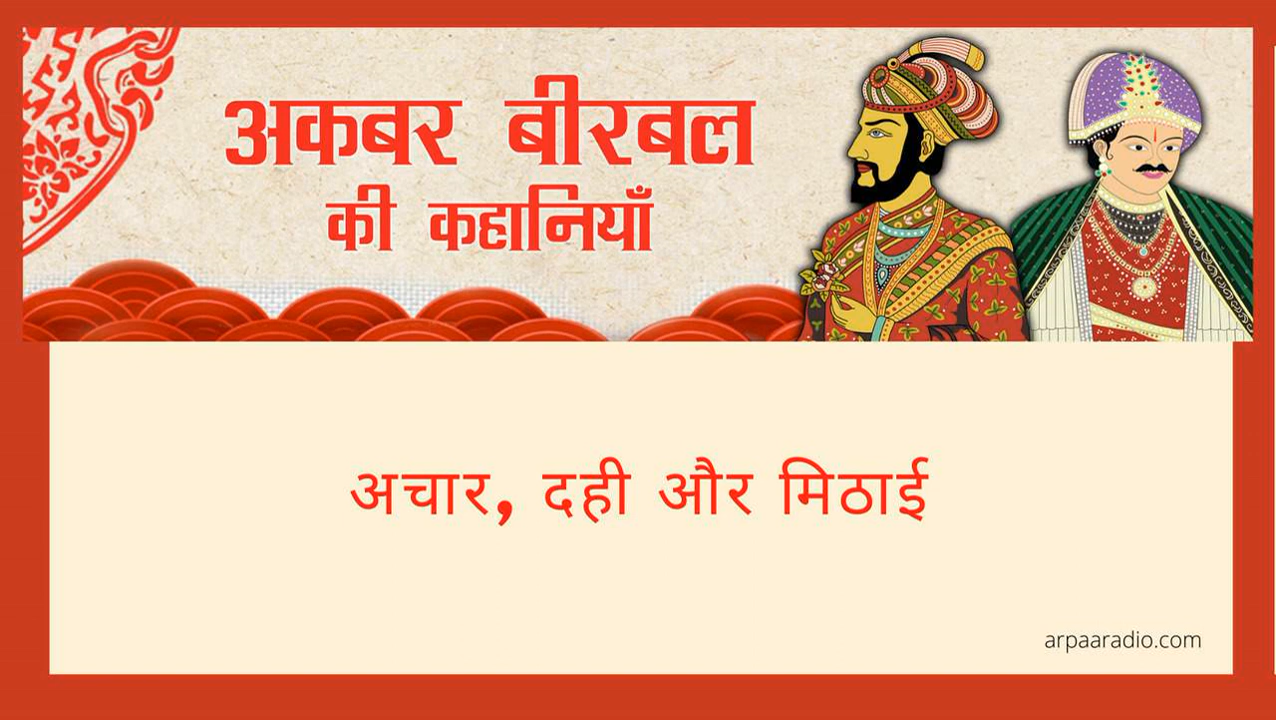 अकबर बीरबल
की कहानियाँ
अचार, दही और मिठाई
arpaaradio.com